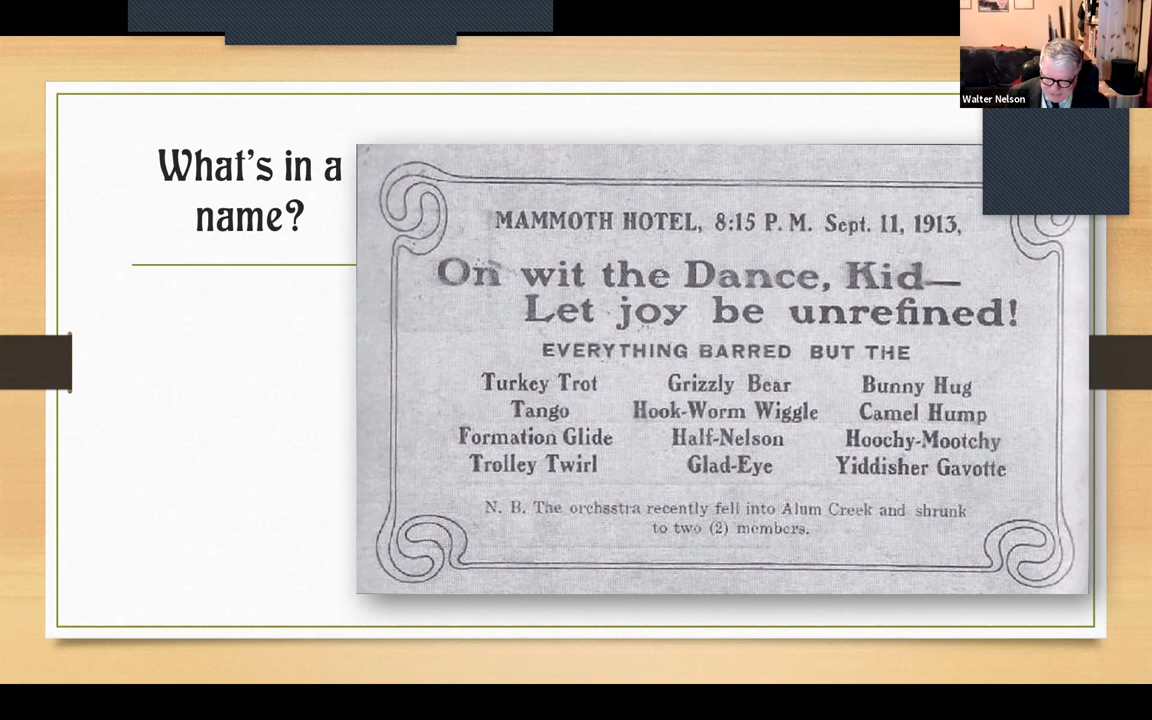 Walter Nelson
What's in a
name?
MAMMOTH HOTEL, 8:15 P. M. Sept. 11, 1913,
On wit the Dance, Kid—
Let joy be unrefined!
EVERYTHING BARRED BUT THE
Turkey Trot Grizzly Bear Bunny Hug
Tango Hook-Worm Wiggle Camel Hump
Formation Glide Half-Nelson Hoochy-Mootchy
Trolley Twirl Glad-Eye Yiddisher Gavotte
N. B. The orchsstra recently fell into Alum Creek and shrunk
to two (2) members.